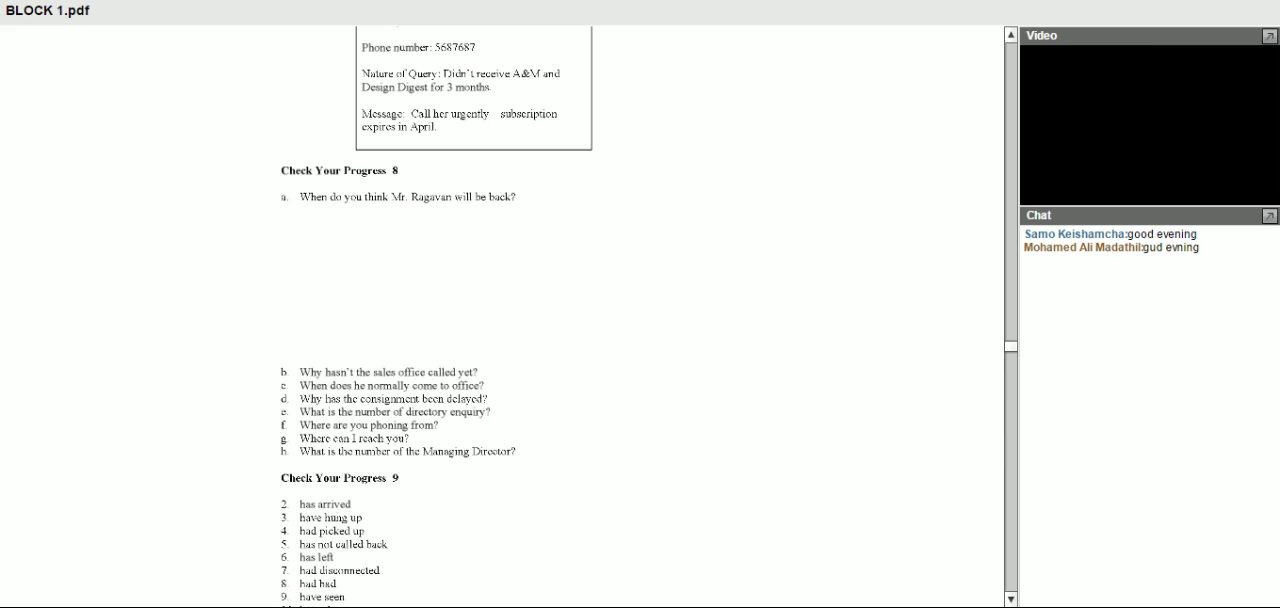 BLOCK 1.pdf
Phone number: 5687687
Nature of Query: Didn't receive A&M and
Design Digest for 3 months.
Message: Call her urgently subscription
expires in April.
Check Your Progress 8
a. When do you think Mr. Ragavan will be back?
b. Why hasn't the sales office called yet?
c. When does he normally come to office?
d. Why has the consignment been delayed?
e. What is the number of directory enquiry?
f. Where are you phoning from?
g. Where can I reach you?
h. What is the number of the Managing Director?
Check Your Progress 9
2. has arrived
3. have hung up
4. had picked up
5. has not called back
6. has left
7. had disconnected
8. had had
9. have seen
Video
Chat
Samo Keishamcha:good evening
Mohamed Ali Madathil:gud evning